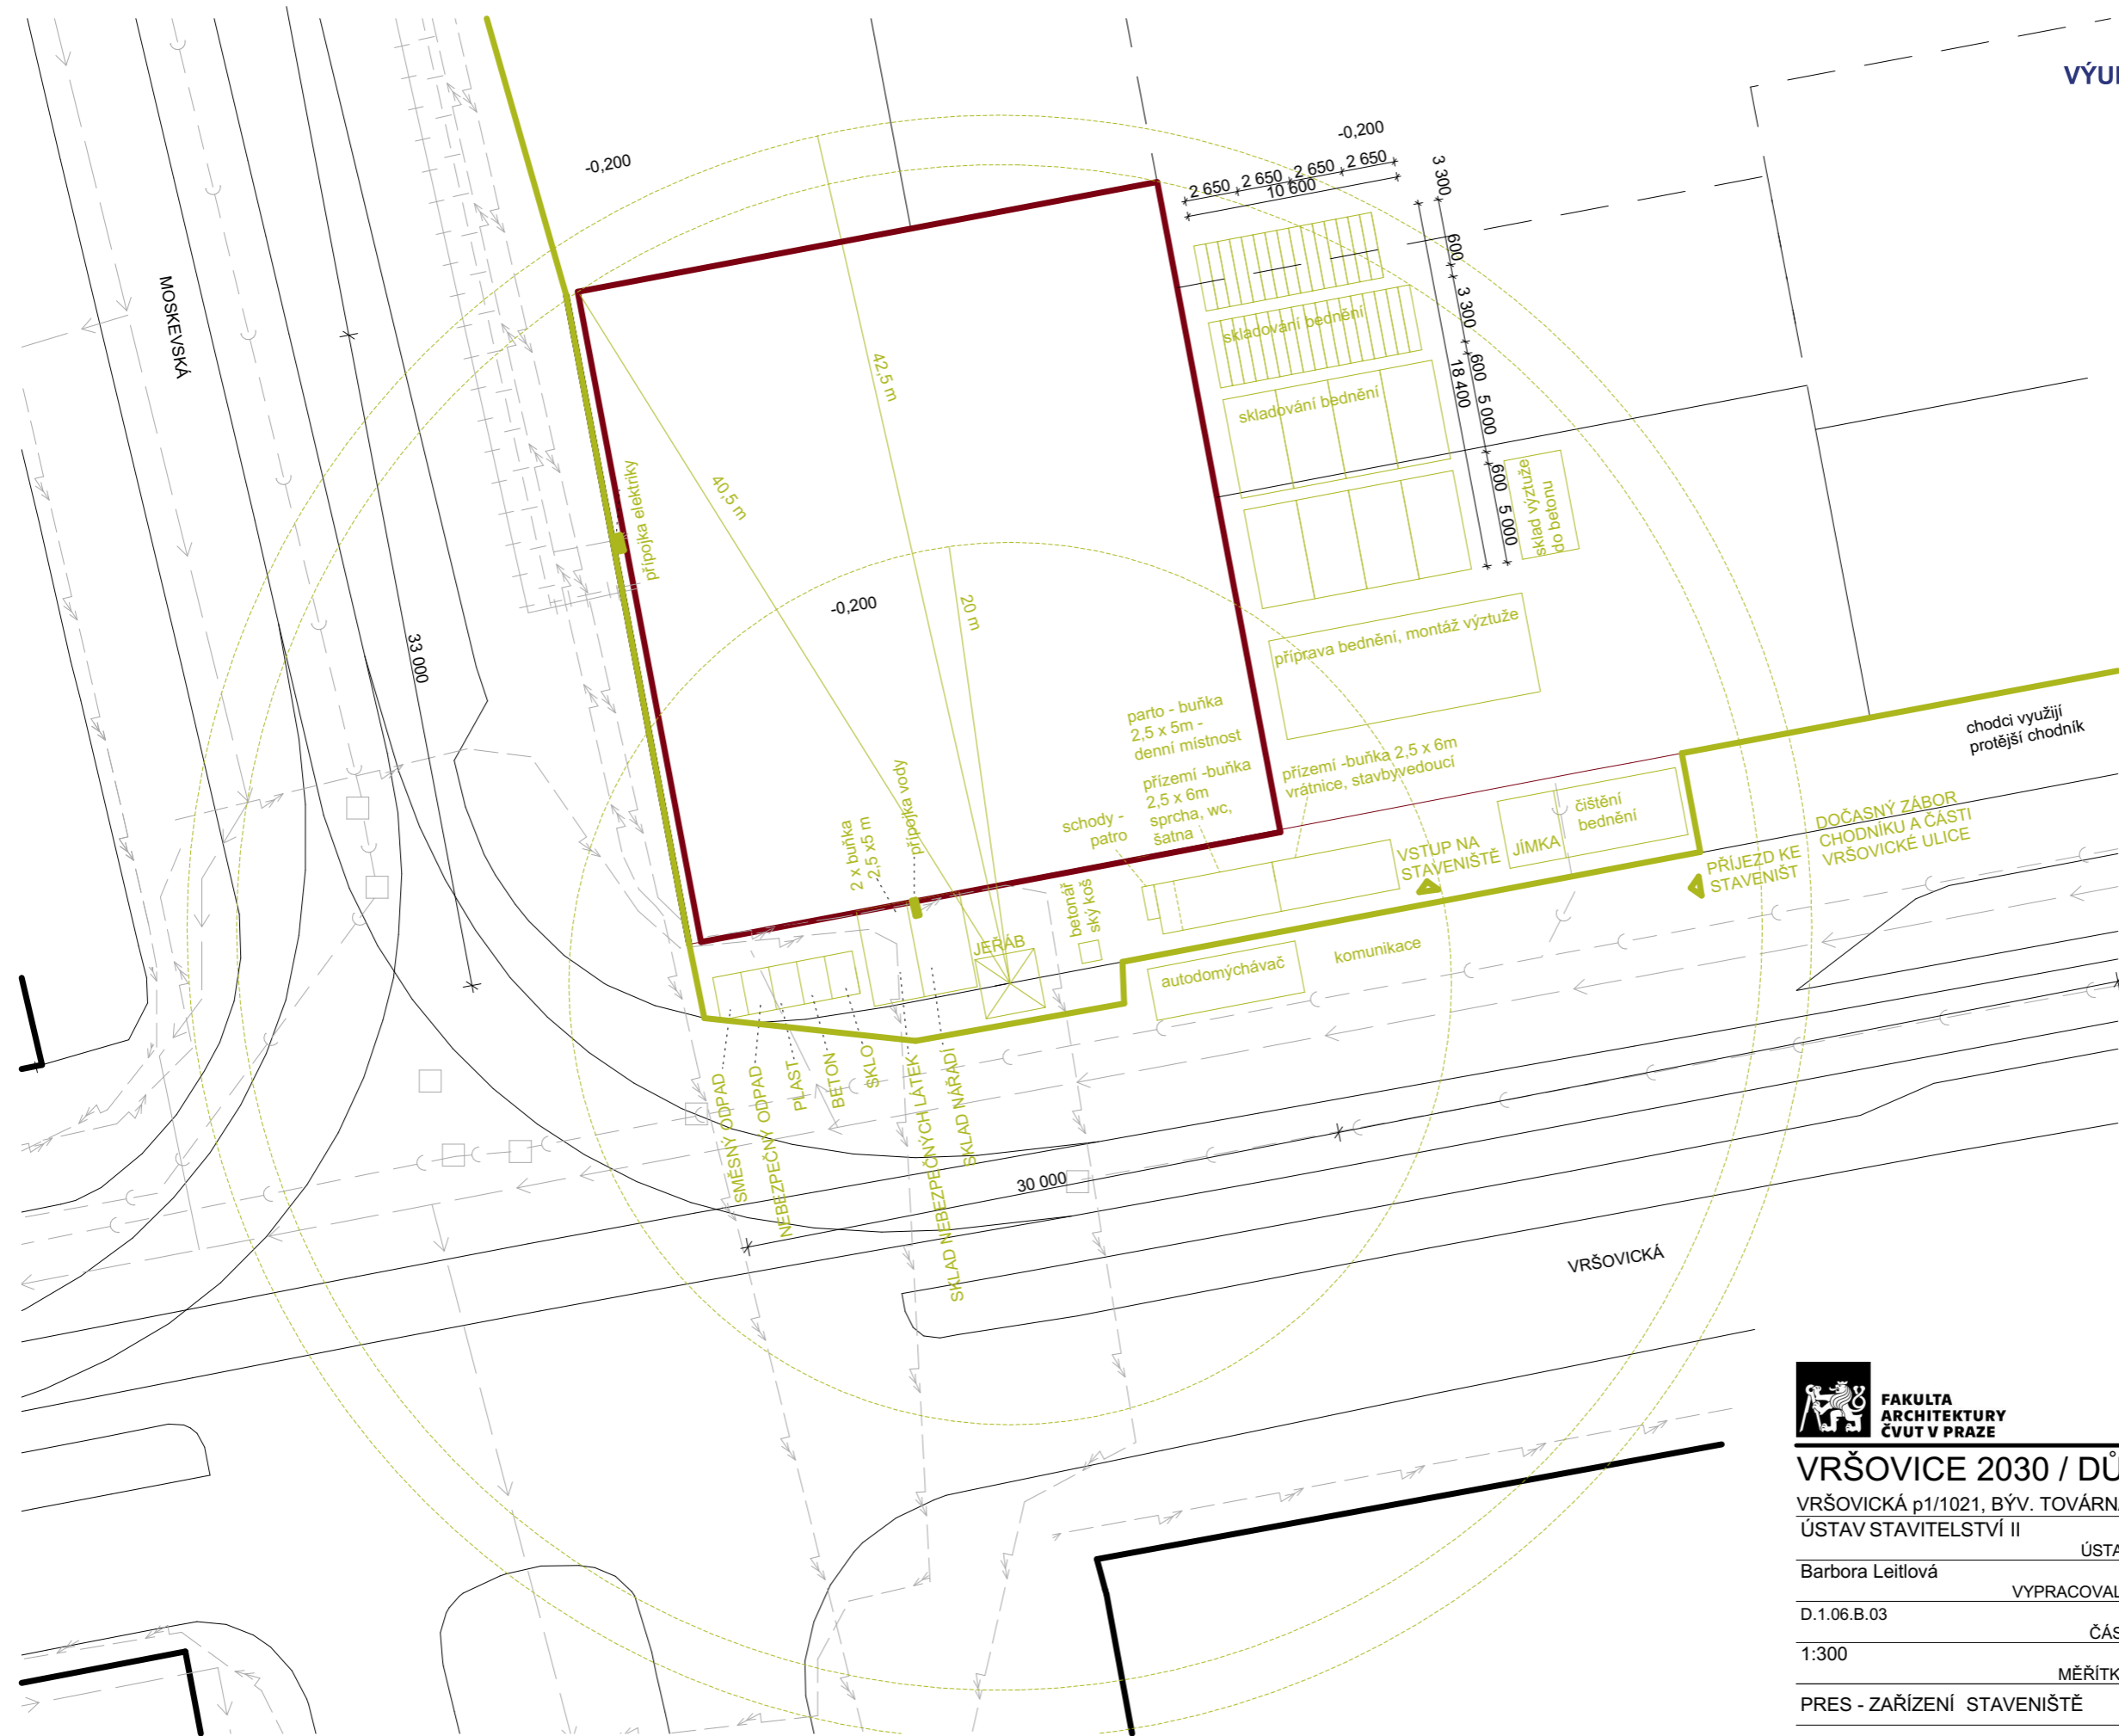 VÝU
-0,200
-0,200
2 650
2 650
2 650
2 650
10 600
3 300
600
3 300
600
18 400
5 000
600
5 000
MOSKEVSKÁ
33 000
skladování bednění
skladování bednění
sklad výztuže
do betonu
42,5 m
40,5 m
20 m
přípojka elektřiky
-0,200
příprava bednění, montáž výztuže
parto - buňka
2,5 x 5m -
denní místnost
přízemí -buňka
2,5 x 6m
sprcha, wc,
šatna
přízemí -buňka 2,5 x 6m
vrátnice, stavbyvedoucí
schody -
patro
2 x buňka
2,5 x5 m
přípojka vody
chodci využijí
protější chodník
čištění
bednění
JÍMKA
VSTUP NA
STAVENIŠTĚ
DOČASNÝ ZÁBOR
CHODNÍKU A ČÁSTI
VRŠOVICKÉ ULICE
PŘÍJEZD KE
STAVENIŠT
betonář
ský koš
JEŘÁB
autodomýchávač
komunikace
SMĚSNÝ ODPAD
NEBEZPEČNÝ ODPAD
PLAST
BETON
SKLO
SKLAD NEBEZPEČNÝCH LÁTEK
SKLAD NÁŘADÍ
30 000
VRŠOVICKÁ
FAKULTA
ARCHITEKTURY
ČVUT V PRAZE
VRŠOVICE 2030 / DŮ
VRŠOVICKÁ p1/1021, BÝV. TOVÁRN
ÚSTAV STAVITELSTVÍ II
ÚSTA
Barbora Leitlová
VYPRACOVAL
D.1.06.B.03
ČÁS
1:300
MĚŘÍTK
PRES - ZAŘÍZENÍ STAVENIŠTĚ